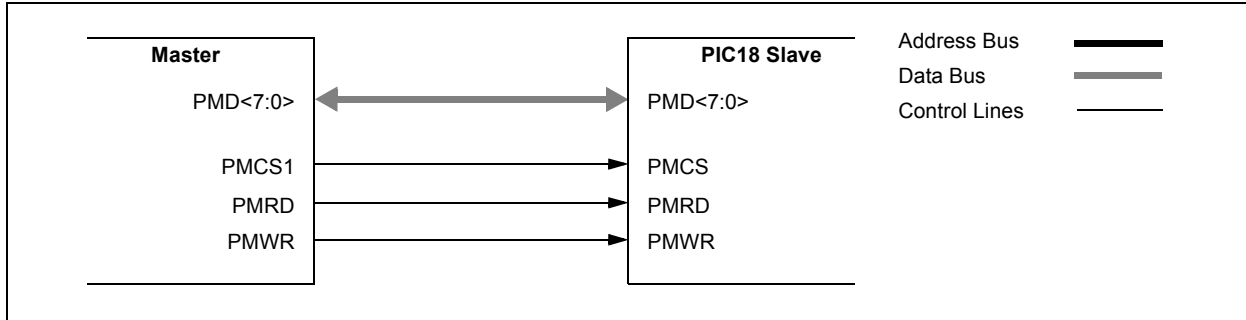 Master
PMD<7:0>
PMCS1
PMRD
PMWR
PIC18 Slave
PMD<7:0>
PMCS
PMRD
PMWR
Address Bus
Data Bus
Control Lines